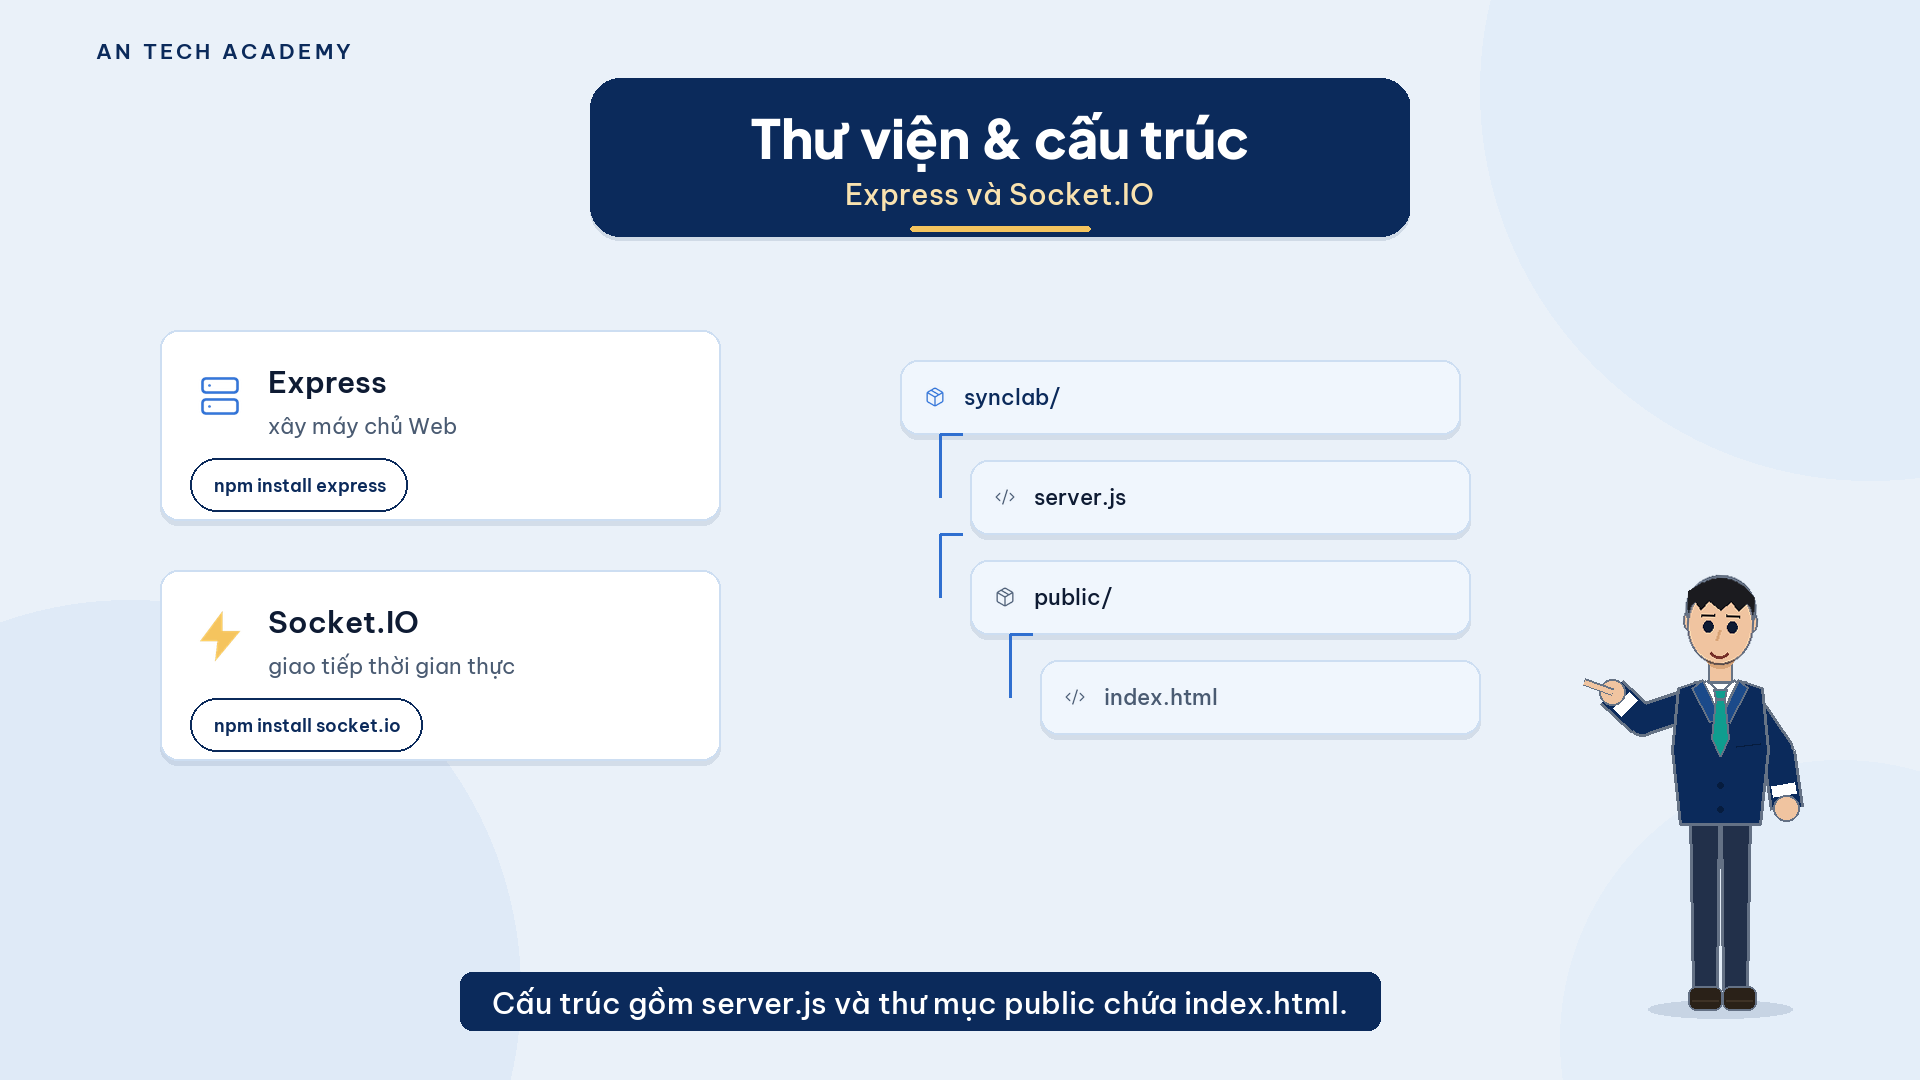 AN TECH ACADEMY
Thư viện & cấu trúc
Express và Socket.IO
Express
xây máy chủ Web
npm install express
Socket.IO
giao tiếp thời gian thực
npm install socket.io
synclab/
server.js
public/
index.html
Cấu trúc gồm server.js và thư mục public chứa index.html.